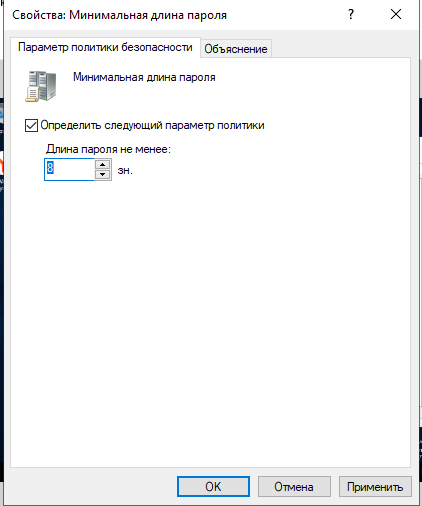 Свойства: Минимальная длина пароля
Параметр политики безопасности
Объяснение
Минимальная длина пароля
Определить следующий параметр политики
Длина пароля не менее:
8 зн.
OK Отмена Применить